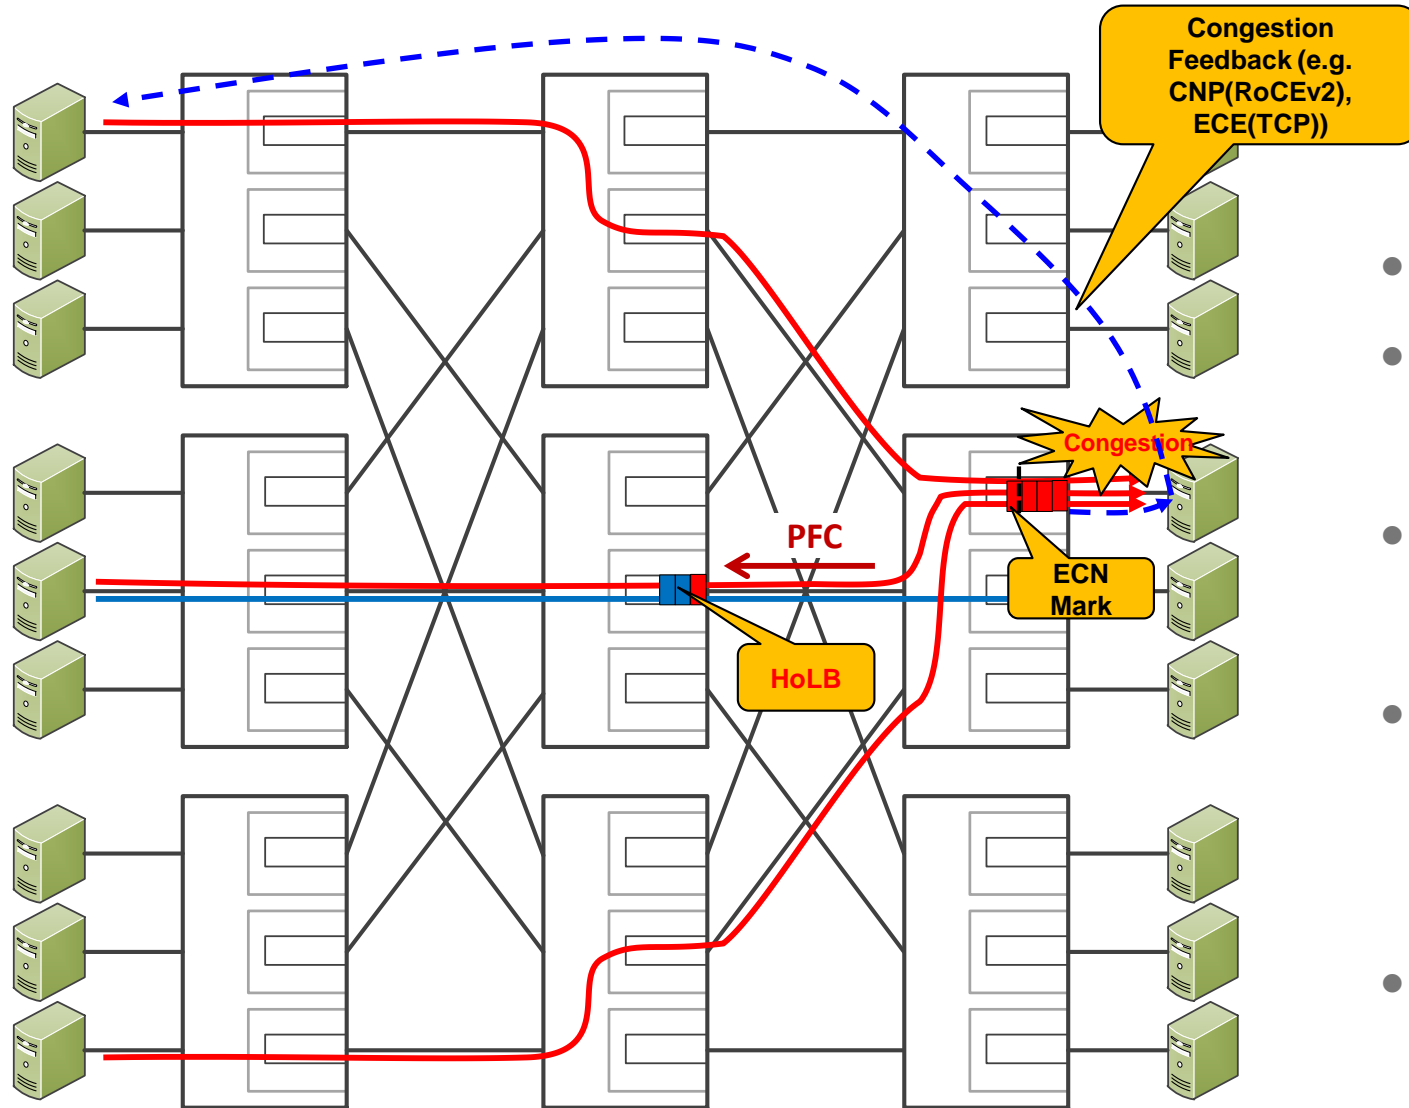 Congestion
Feedback (e.g.
CNP(RoCEv2),
ECE(TCP))
Congestion
PFC
ECN
Mark
HoLB